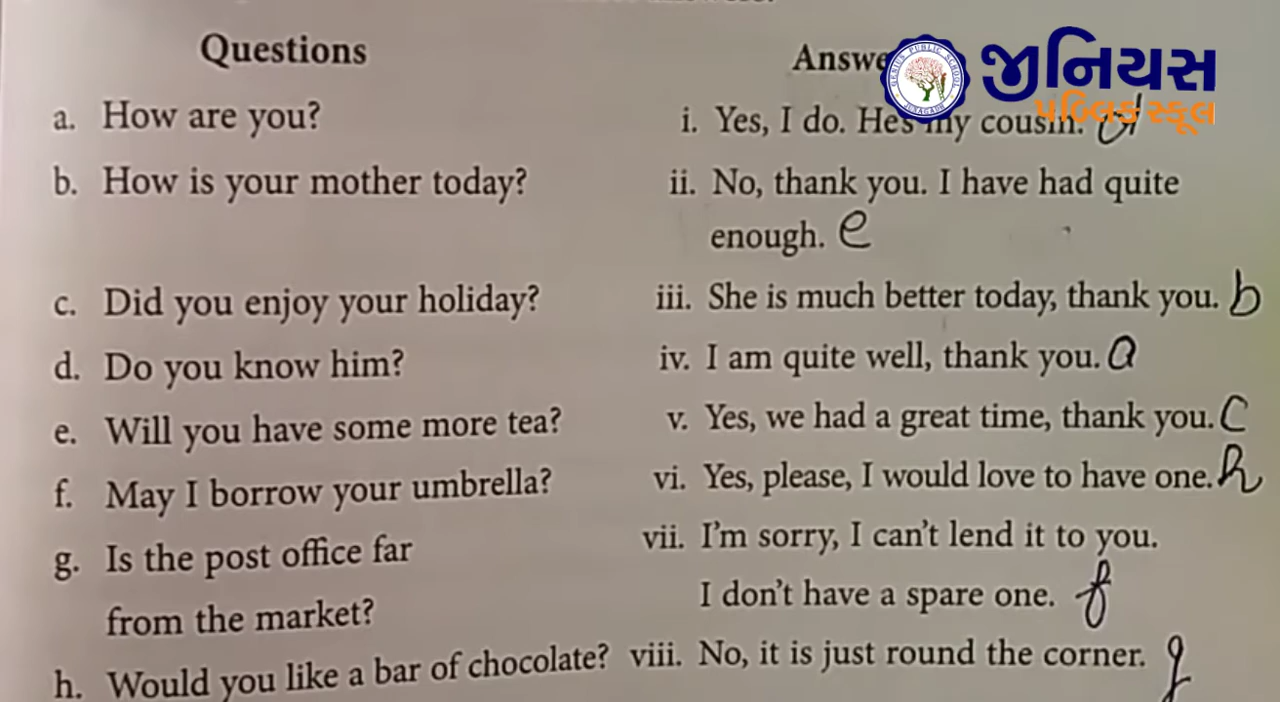 Questions
Answe
જીનિયસ
પબ્લિક સ્કૂલ
GENIUS PUBLIC SCHOOL
JUNAGADH
a. How are you?
i. Yes, I do. He's my cousin. d
b. How is your mother today?
ii. No, thank you. I have had quite
enough. e
c. Did you enjoy your holiday?
iii. She is much better today, thank you. b
d. Do you know him?
iv. I am quite well, thank you. a
e. Will you have some more tea?
v. Yes, we had a great time, thank you. C
f. May I borrow your umbrella?
vi. Yes, please, I would love to have one. h
g. Is the post office far
vii. I'm sorry, I can't lend it to you.
from the market?
I don't have a spare one. f
h. Would you like a bar of chocolate?
viii. No, it is just round the corner. g